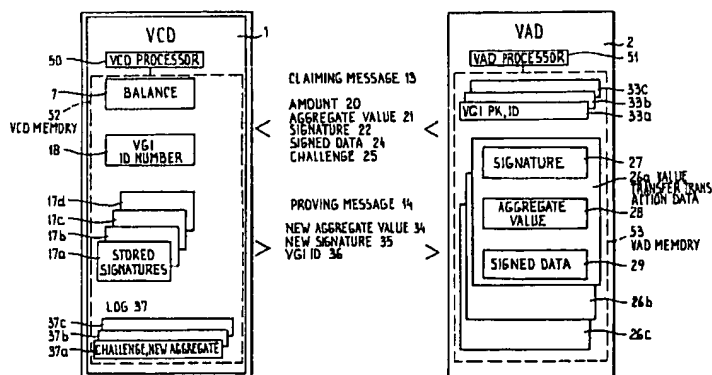 VCD
1
50
VCD PROCESSOR
7
BALANCE
52
VCD MEMORY
18
VGI
ID NUMBER
17d
17c
17b
17a
STORED
SIGNATURES
LOG 37
37c
37b
37a
CHALLENGE, NEW AGGREGATE
CLAIMING MESSAGE 13
AMOUNT 20
AGGREGATE VALUE 21
SIGNATURE 22
SIGNED DATA 24
CHALLENGE 25
PROVING MESSAGE 14
NEW AGGREGATE VALUE 34
NEW SIGNATURE 35
VGI ID 36
VAD
2
VAD PROCESSOR
51
33c
33b
33a
VGI PK, ID
SIGNATURE
27
26a VALUE
TRANSFER TRANS
ACTION DATA
AGGREGATE
VALUE
28
53
VAD MEMORY
SIGNED DATA
29
26b
26c